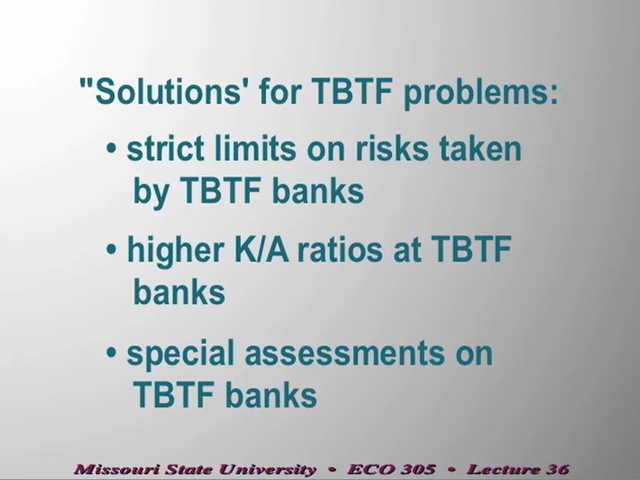 "Solutions' for TBTF problems:
• strict limits on risks taken
by TBTF banks
• higher K/A ratios at TBTF
banks
• special assessments on
TBTF banks
Missouri State University • ECO 305 • Lecture 36